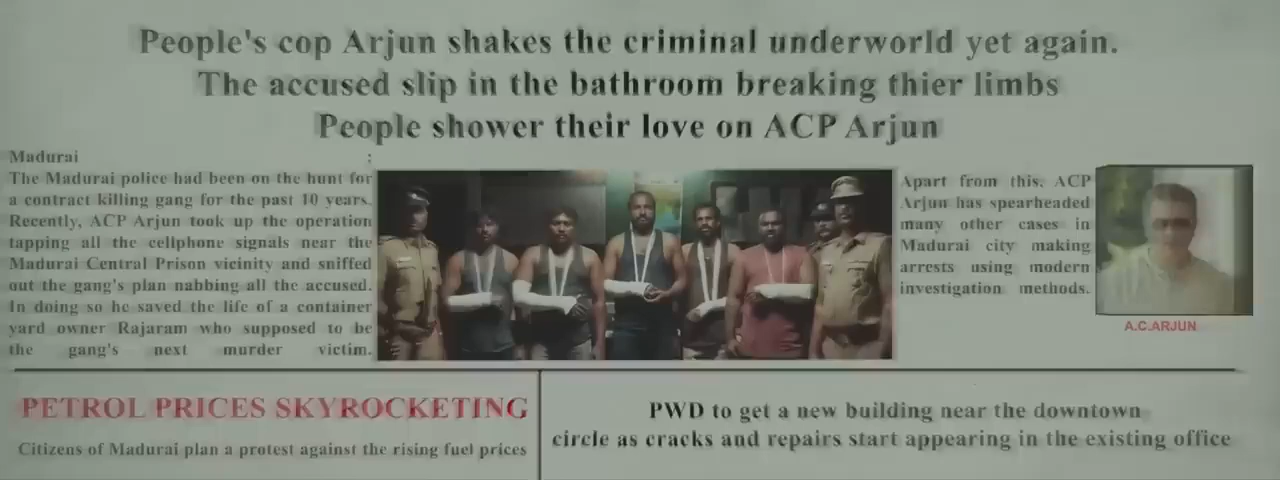 People's cop Arjun shakes the criminal underworld yet again.
The accused slip in the bathroom breaking thier limbs
People shower their love on ACP Arjun
Madurai :
The Madurai police had been on the hunt for
a contract killing gang for the past 10 years.
Recently, ACP Arjun took up the operation
tapping all the cellphone signals near the
Madurai Central Prison vicinity and sniffed
out the gang's plan nabbing all the accused.
In doing so he saved the life of a container
yard owner Rajaram who supposed to be
the gang's next murder victim.
Apart from this, ACP
Arjun has spearheaded
many other cases in
Madurai city making
arrests using modern
investigation methods.
A.C.ARJUN
PETROL PRICES SKYROCKETING
Citizens of Madurai plan a protest against the rising fuel prices
PWD to get a new building near the downtown
circle as cracks and repairs start appearing in the existing office